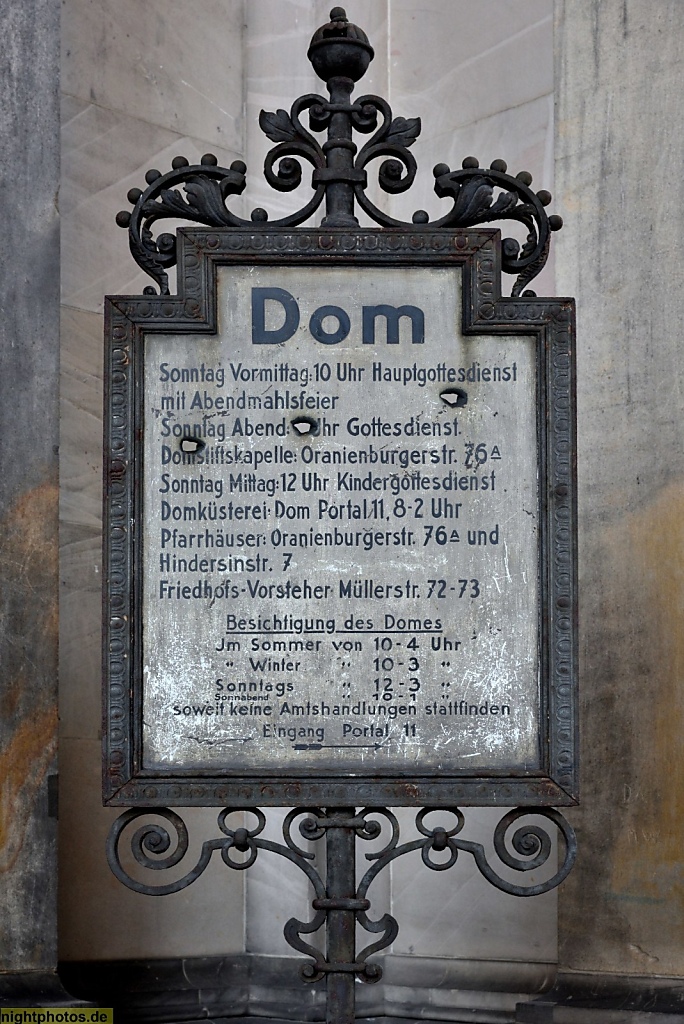 Dom
Sonntag Vormittag: 10 Uhr Hauptgottesdienst
mit Abendmahlsfeier
Sonntag Abend: Uhr Gottesdienst.
Domstiftskapelle: Oranienburgerstr. 76A
Sonntag Mittag: 12 Uhr Kindergottesdienst
Domküsterei: Dom Portal 11, 8-2 Uhr
Pfarrhäuser: Oranienburgerstr. 76A und
Hindersinstr. 7
Friedhofs-Vorsteher Müllerstr. 72-73
Besichtigung des Domes
Jm Sommer von 10-4 Uhr
" Winter " 10-3 "
Sonntags " 12-3 "
Sonnabend 10-1 "
soweit keine Amtshandlungen stattfinden
Eingang Portal 11
nightphotos.de